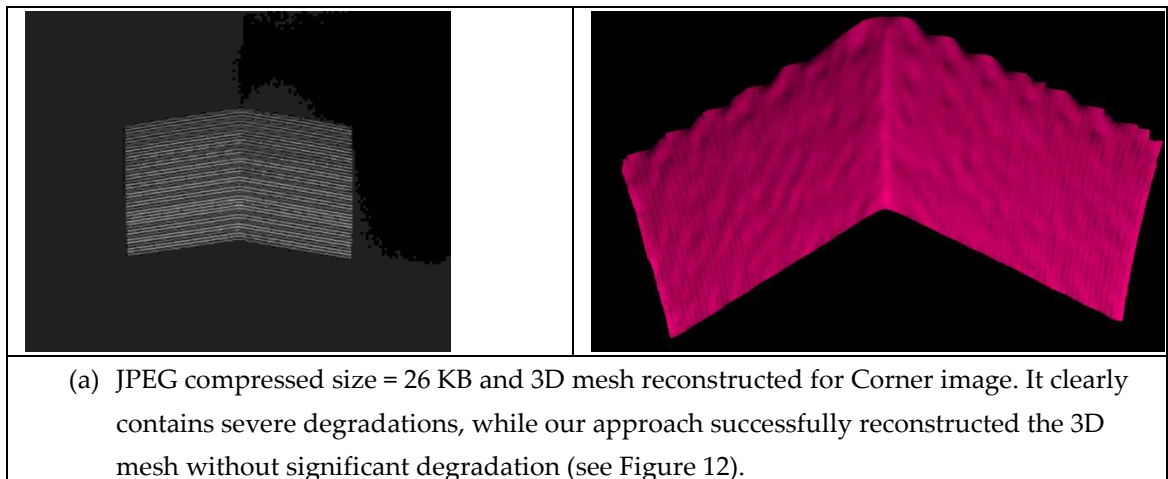 (a) JPEG compressed size = 26 KB and 3D mesh reconstructed for Corner image. It clearly
contains severe degradations, while our approach successfully reconstructed the 3D
mesh without significant degradation (see Figure 12).